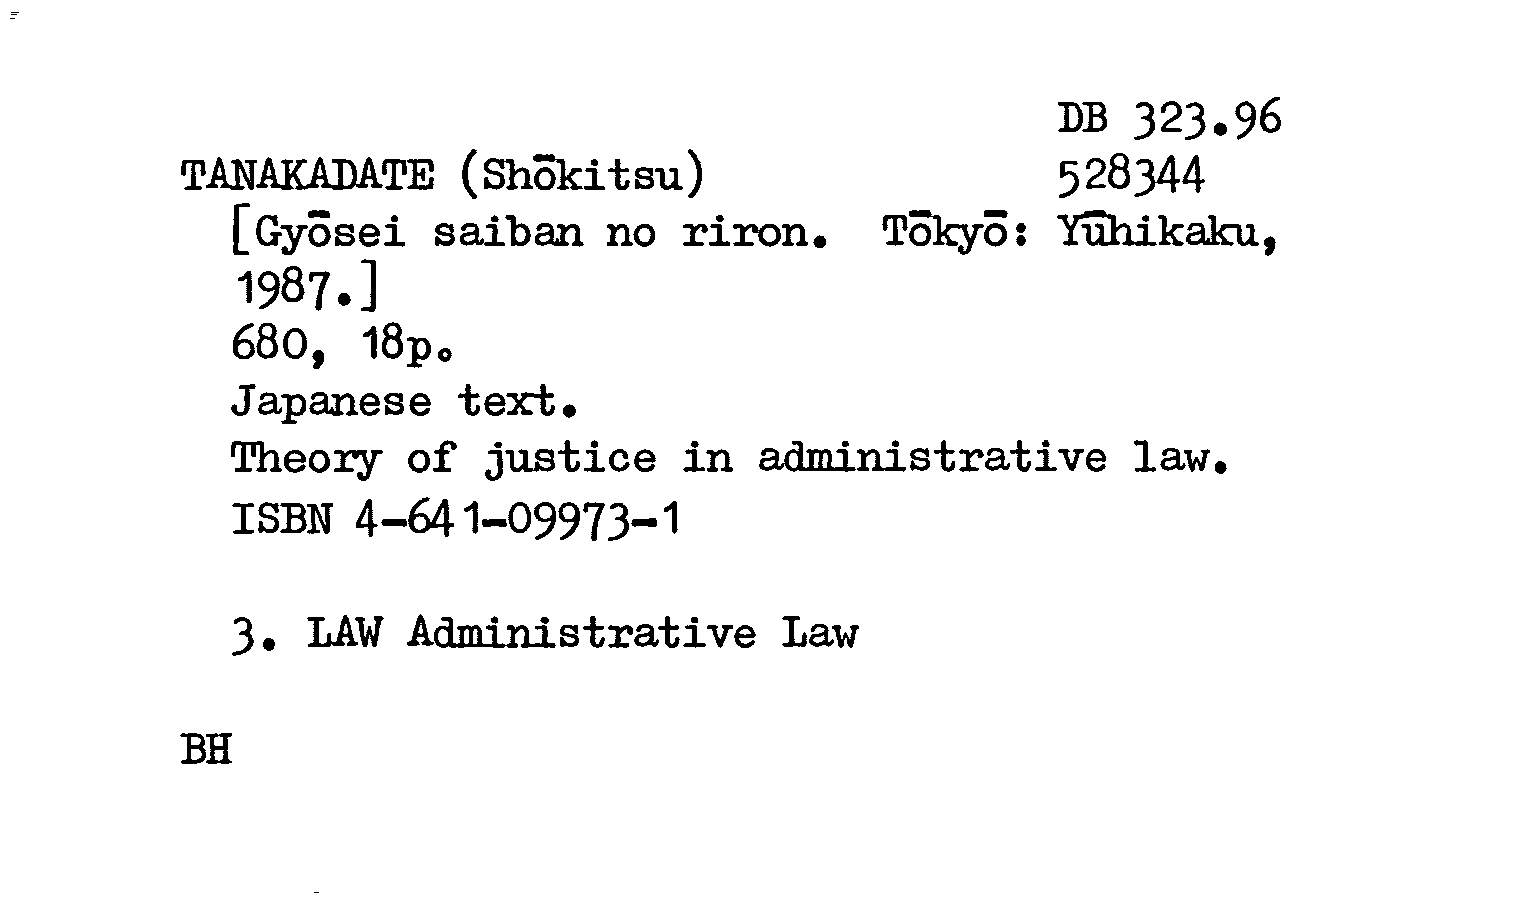 DB 323.96
TANAKADATE (Shōkitsu) 528344
[Gyōsei saiban no riron. Tōkyō: Yūhikaku,
1987.]
680, 18p.
Japanese text.
Theory of justice in administrative law.
ISBN 4-641-09973-1
3. LAW Administrative Law
BH